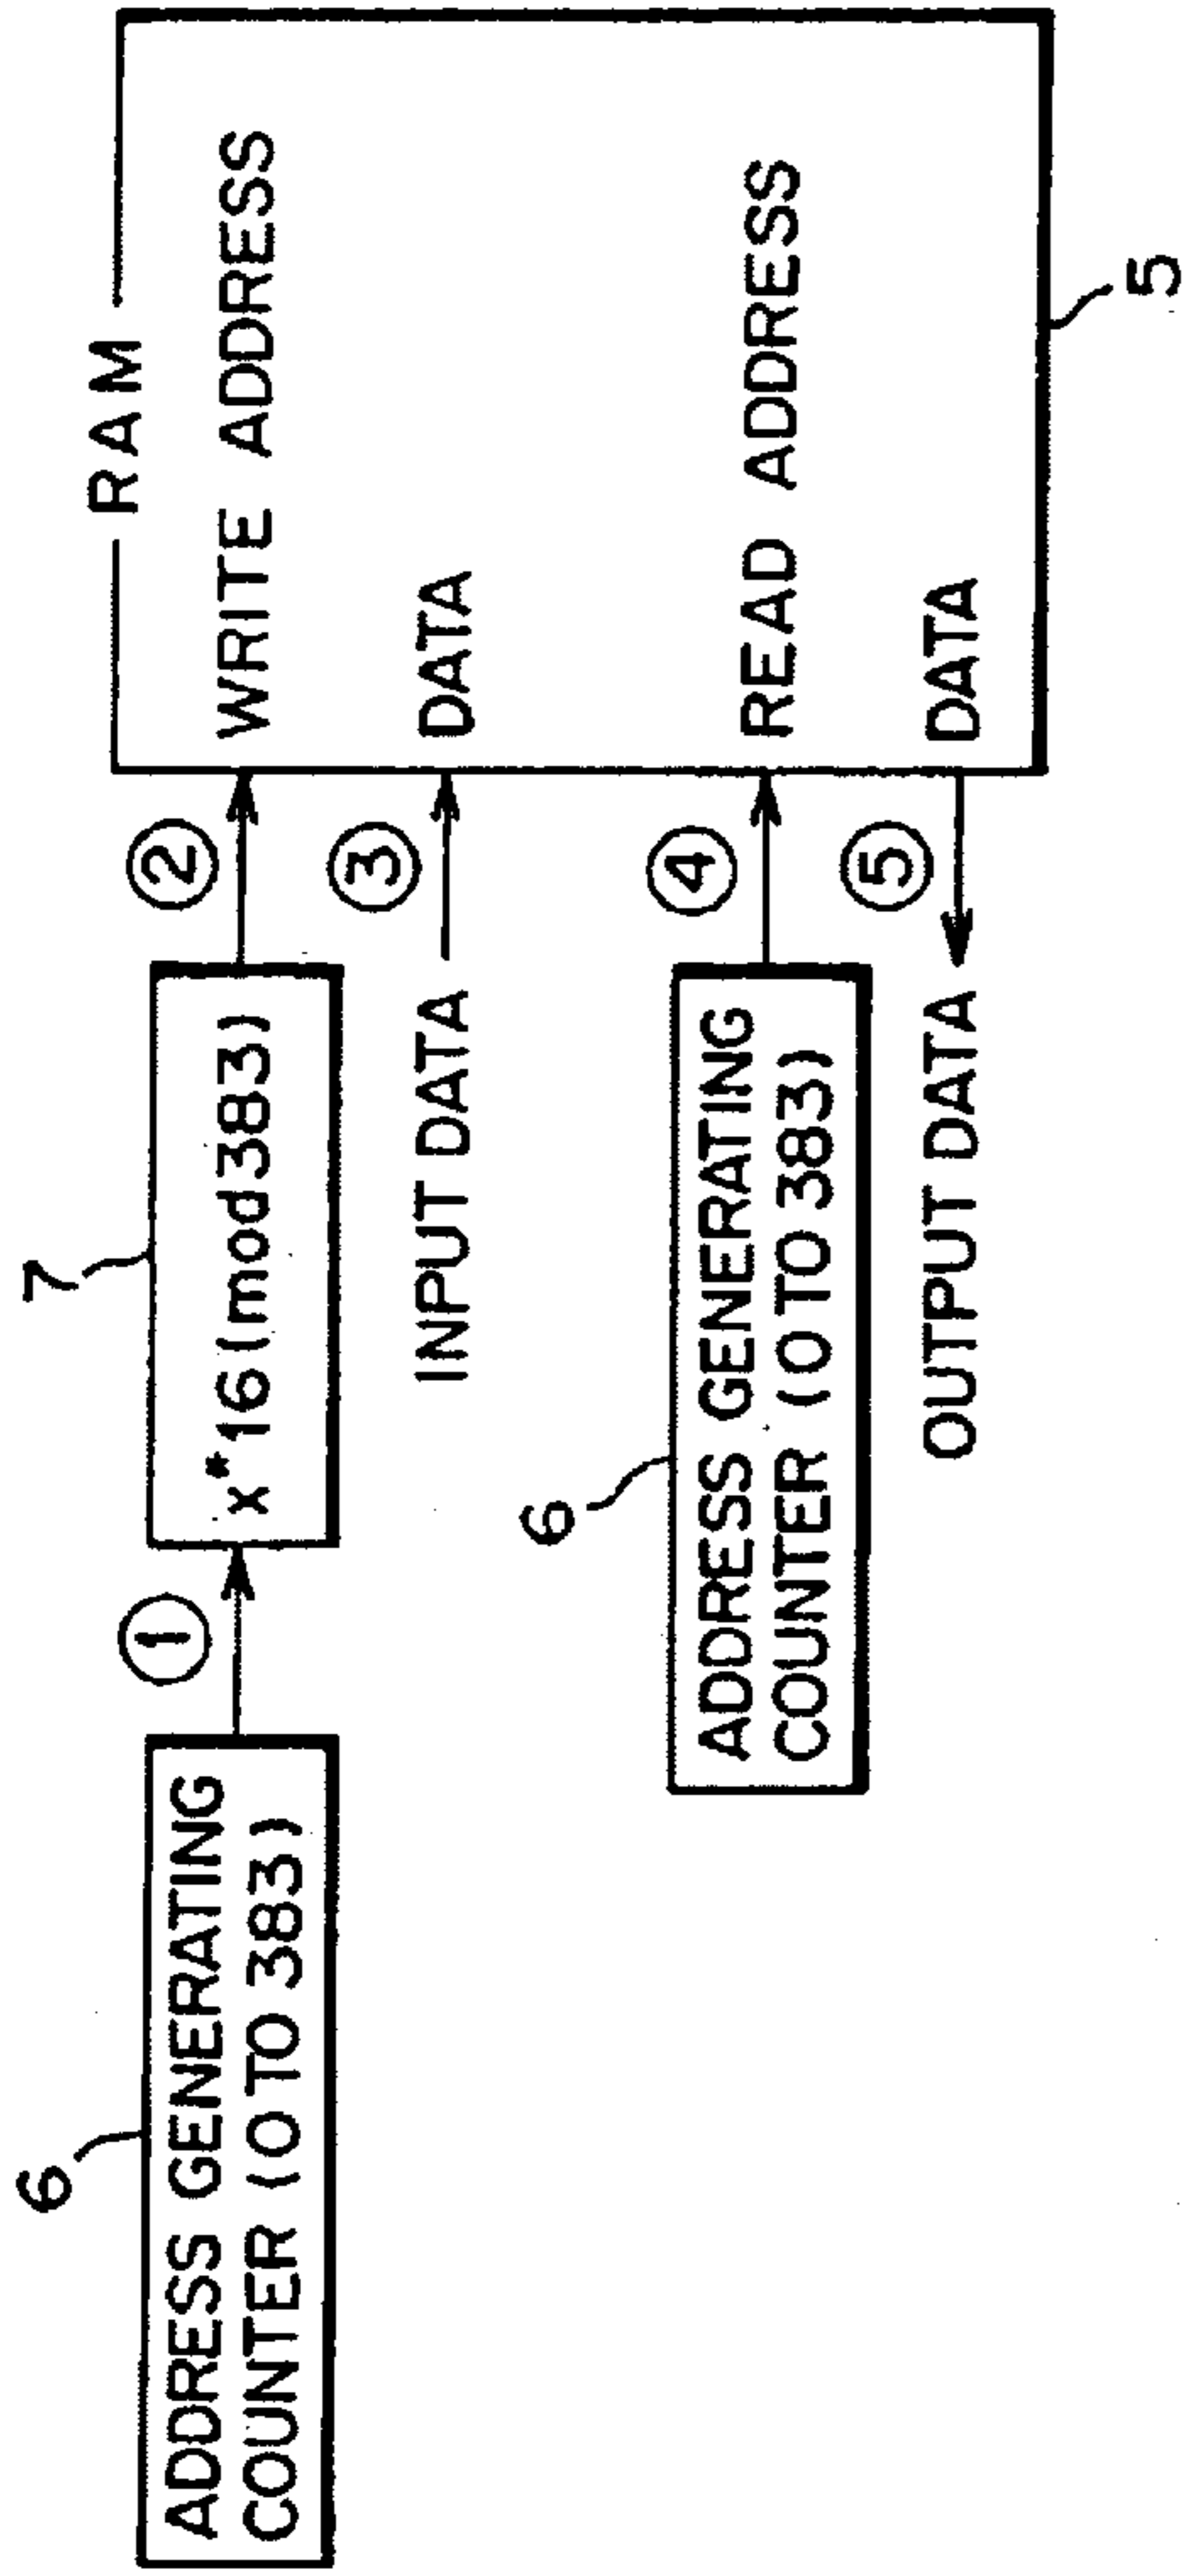 RAM
6
ADDRESS GENERATING
COUNTER (0 TO 383)
①
7
x*16(mod383)
②
WRITE ADDRESS
INPUT DATA
③
DATA
6
ADDRESS GENERATING
COUNTER (0 TO 383)
④
READ ADDRESS
OUTPUT DATA
⑤
DATA
5